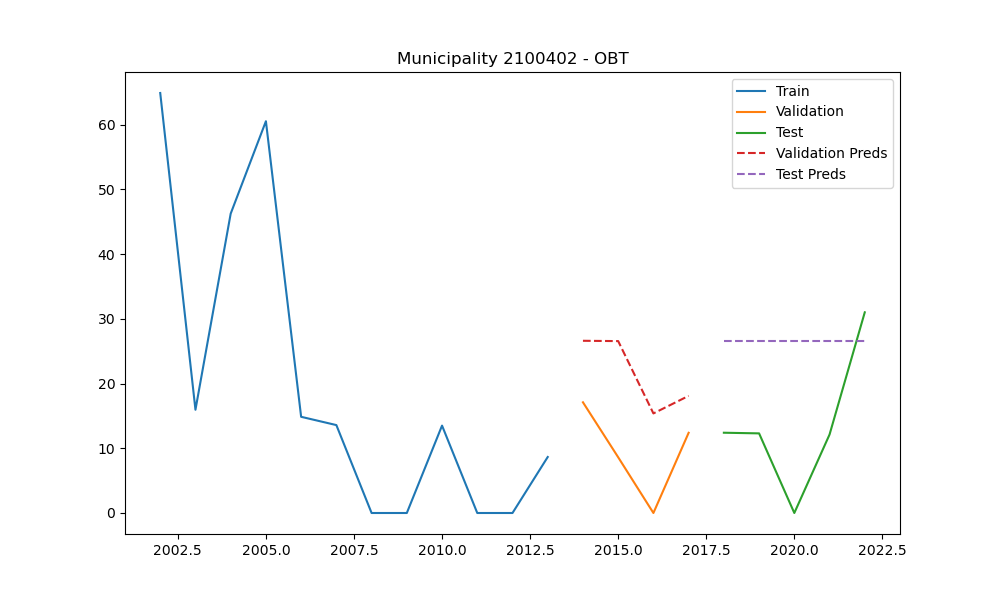 Municipality 2100402 - OBT
Train
Validation
Test
Validation Preds
Test Preds
60
50
40
30
20
10
0
2002.5 2005.0 2007.5 2010.0 2012.5 2015.0 2017.5 2020.0 2022.5